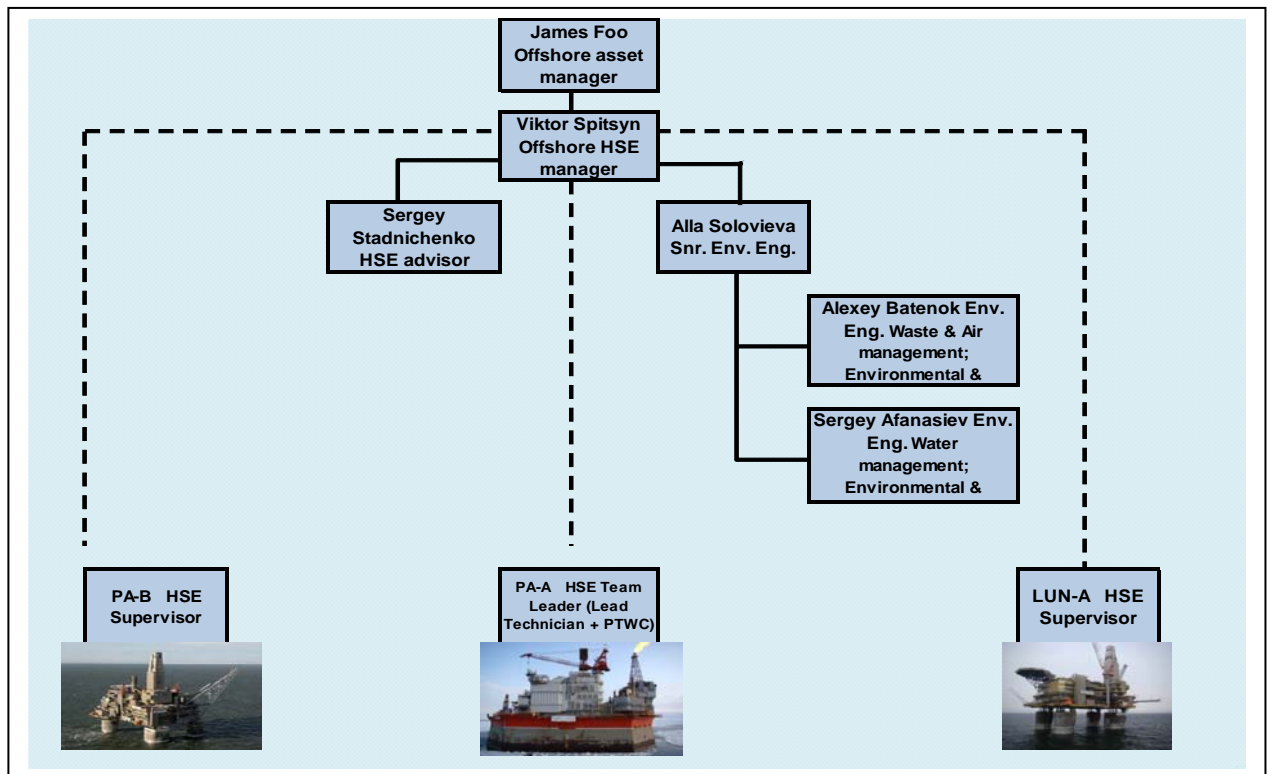 James Foo
Offshore asset
manager
Viktor Spitsyn
Offshore HSE
manager
Sergey
Stadnichenko
HSE advisor
Alla Solovieva
Snr. Env. Eng.
Alexey Batenok Env.
Eng. Waste & Air
management;
Environmental &
Sergey Afanasiev Env.
Eng. Water
management;
Environmental &
PA-B HSE
Supervisor
PA-A HSE Team
Leader (Lead
Technician + PTWC)
LUN-A HSE
Supervisor